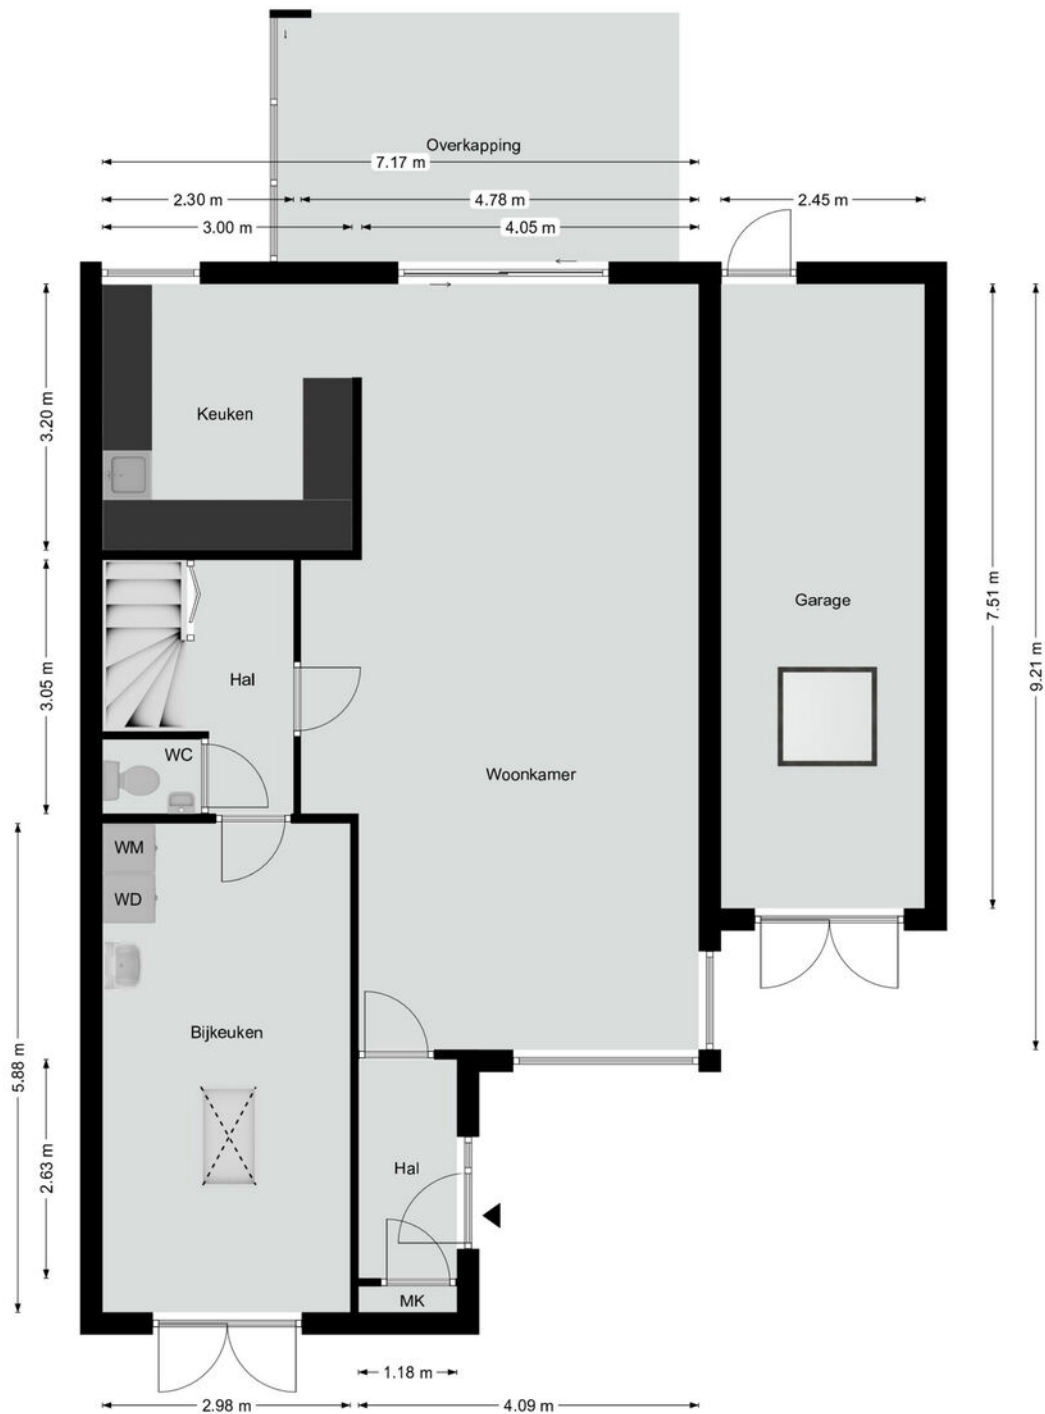 Overkapping
7.17 m
2.30 m
4.78 m
2.45 m
3.00 m
4.05 m
3.20 m
Keuken
7.51 m
9.21 m
Garage
3.05 m
Hal
WC
Woonkamer
WM
WD
Bijkeuken
5.88 m
2.63 m
Hal
MK
1.18 m
2.98 m
4.09 m